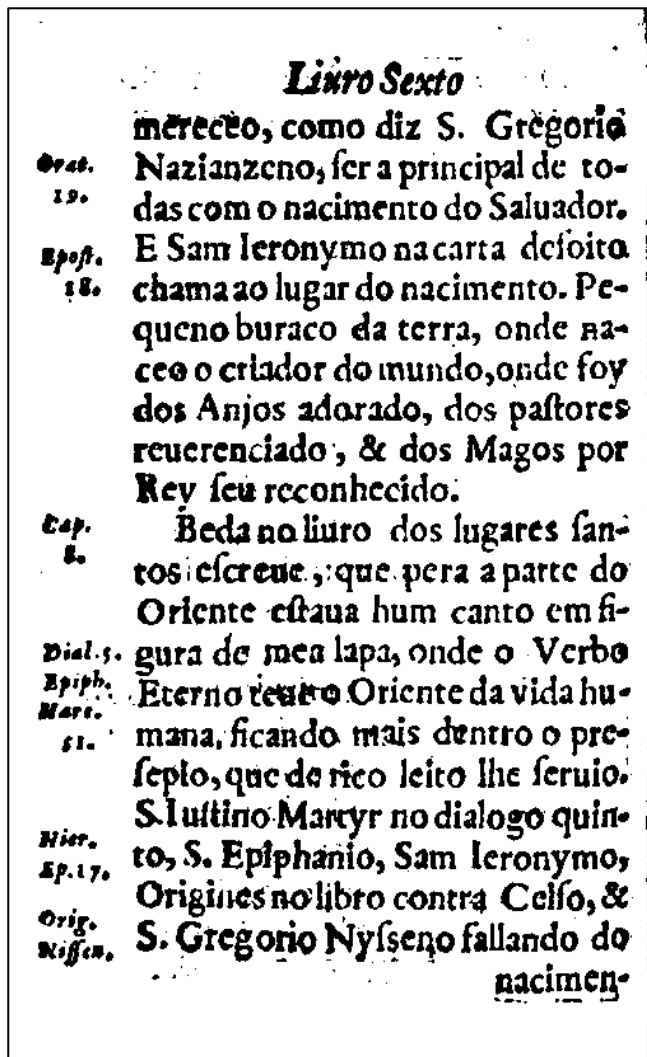 Liuro Sexto
mereceo, como diz S. Gregorio
Orat.
19.
Nazianzeno, ſer a principal de to-
das com o nacimento do Saluador.
Epoſt.
18.
E Sam Ieronymo na carta deſoito
chama ao lugar do nacimento. Pe-
queno buraco da terra, onde na-
ceo o criador do mundo, onde foy
dos Anjos adorado, dos paſtores
reuerenciado, & dos Magos por
Rey ſeu reconhecido.
Cap.
8.
Beda no liuro dos lugares ſan-
tos eſcreue, que pera a parte do
Oriente eſtaua hum canto em fi-
Dial.5.
gura de mea lapa, onde o Verbo
Epiph.
Mart.
51.
Eterno teue o Oriente da vida hu-
mana, ficando mais dentro o pre-
ſepio, que de rico leito lhe ſeruio.
S. Iuſtino Martyr no dialogo quin-
Hier.
Ep.17.
to, S. Epiphanio, Sam Ieronymo,
Origines no libro contra Celſo, &
Orig.
Niſſen.
S. Gregorio Nyſseno fallando do
nacimen-